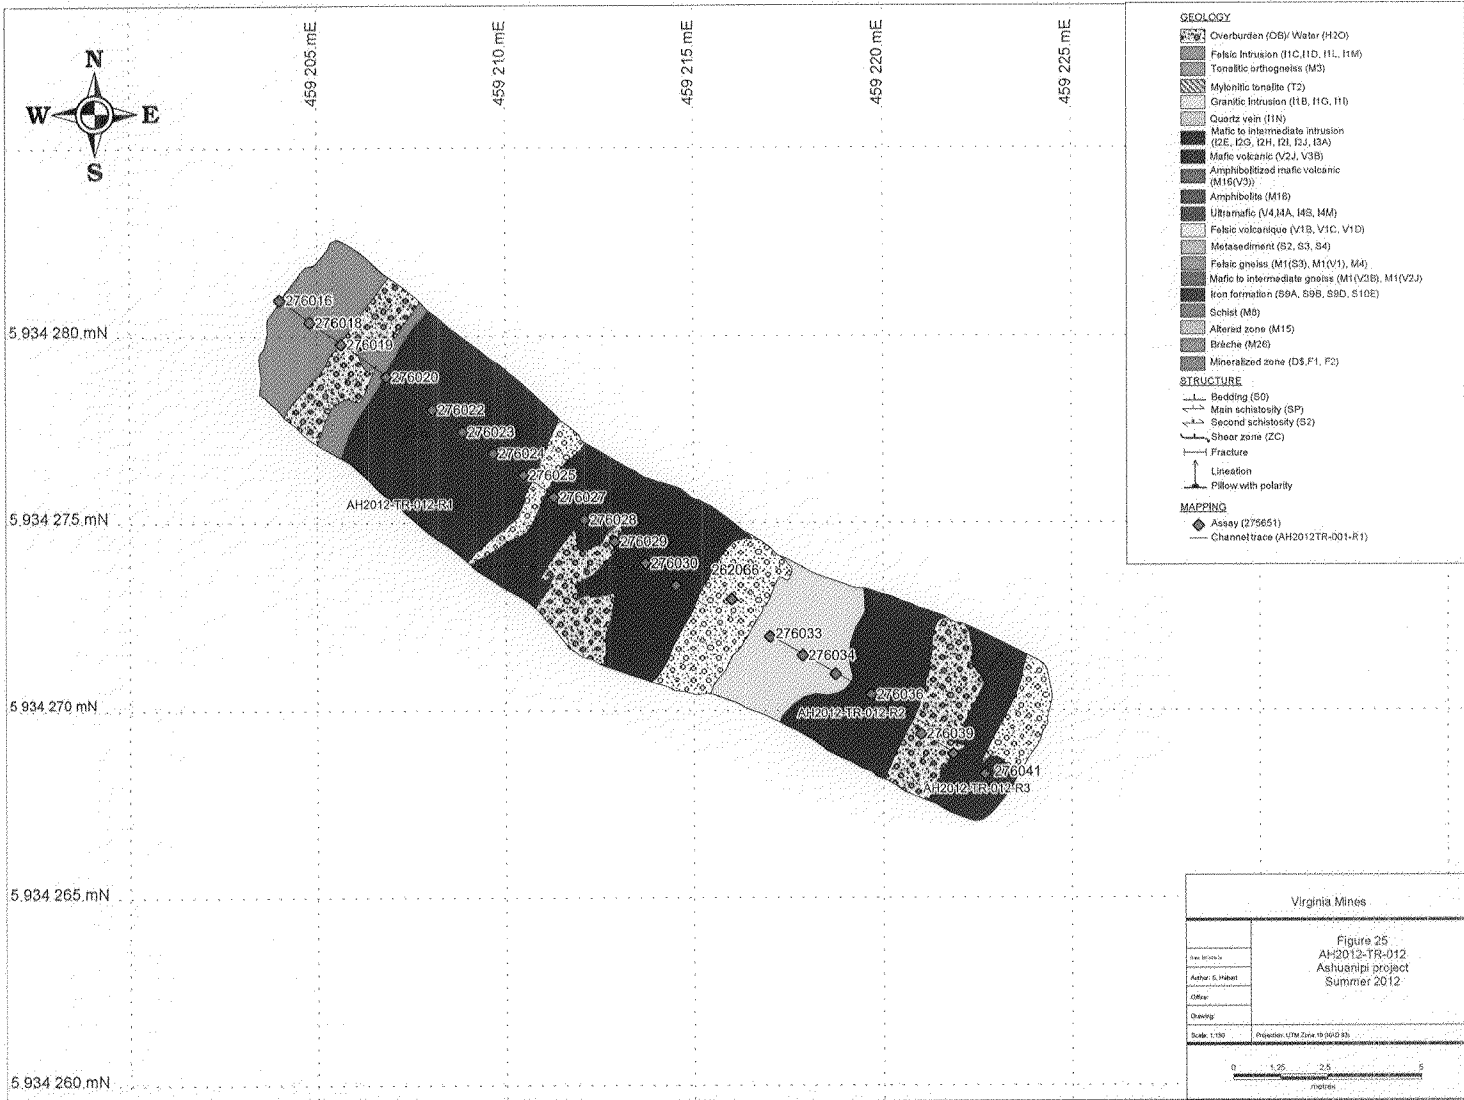 459 205 mE
459 210 mE
459 215 mE
459 220 mE
459 225 mE
N
W E
S
5 934 280 mN
5 934 275 mN
5 934 270 mN
5 934 265 mN
5 934 260 mN
276016
276018
276019
276020
276022
276023
276024
276025
276027
276028
276029
276030
262066
276033
276034
276036
276039
276041
AH2012-TR-012-R1
AH2012-TR-012-R2
AH2012-TR-012-R3
GEOLOGY
Overburden (OB)/ Water (H2O)
Felsic Intrusion (I1C,I1D, I1L, I1M)
Tonalitic orthogneiss (M3)
Mylonitic tonalite (T2)
Granitic Intrusion (I1B, I1G, I1I)
Quartz vein (I1N)
Mafic to intermediate intrusion
(I2E, I2G, I2H, I2I, I2J, I3A)
Mafic volcanic (V2J, V3B)
Amphibolitized mafic volcanic
(M16(V3))
Amphibolite (M16)
Ultramafic (V4,I4A, I4B, I4M)
Felsic volcanique (V1B, V1C, V1D)
Metasediment (S2, S3, S4)
Felsic gneiss (M1(S3), M1(V1), M4)
Mafic to intermediate gneiss (M1(V3B), M1(V2J)
Iron formation (S9A, S9B, S9D, S10E)
Schist (M8)
Altered zone (M15)
Brèche (M26)
Mineralized zone (DS,F1, F2)
STRUCTURE
Bedding (S0)
Main schistosity (SP)
Second schistosity (S2)
Shear zone (ZC)
Fracture
Lineation
Pillow with polarity
MAPPING
Assay (275651)
Channel trace (AH2012TR-001-R1)
Virginia Mines
Figure 25
AH2012-TR-012
Ashuanipi project
Summer 2012
Author: S. Hébert
Office:
Drawing:
Scale: 1:150
Projection: UTM Zone 19
0 1,25 2,5 5
metres